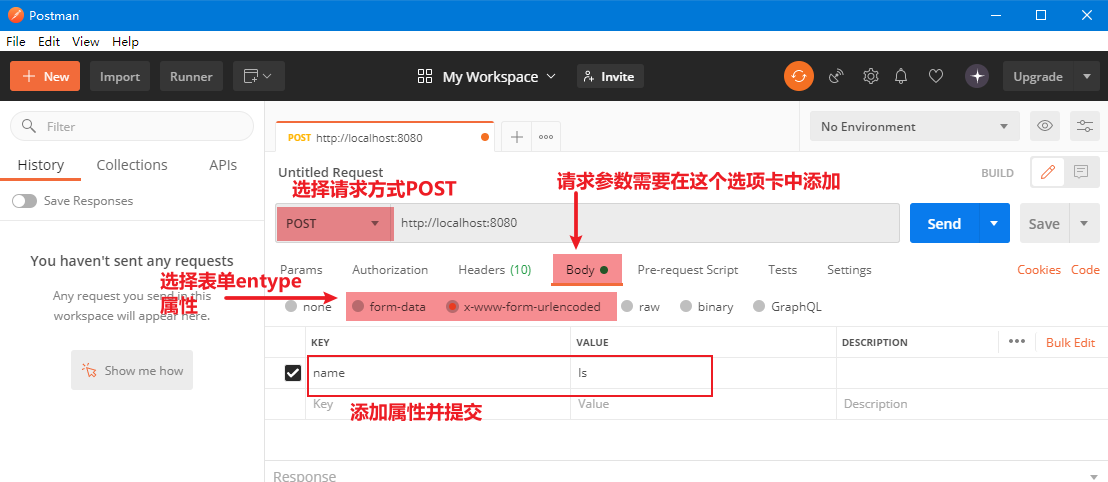 Postman
File Edit View Help
New Import Runner My Workspace Invite Upgrade
Filter
POST http://localhost:8080
No Environment
History Collections APIs
Untitled Request
BUILD
选择请求方式POST
请求参数需要在这个选项卡中添加
Save Responses
POST http://localhost:8080 Send Save
You haven't sent any requests
Any request you send in this
workspace will appear here.
Show me how
选择表单entype
属性
Params Authorization Headers (10) Body Pre-request Script Tests Settings Cookies Code
none form-data x-www-form-urlencoded raw binary GraphQL
KEY VALUE DESCRIPTION Bulk Edit
name ls
Key Value Description
添加属性并提交
Response